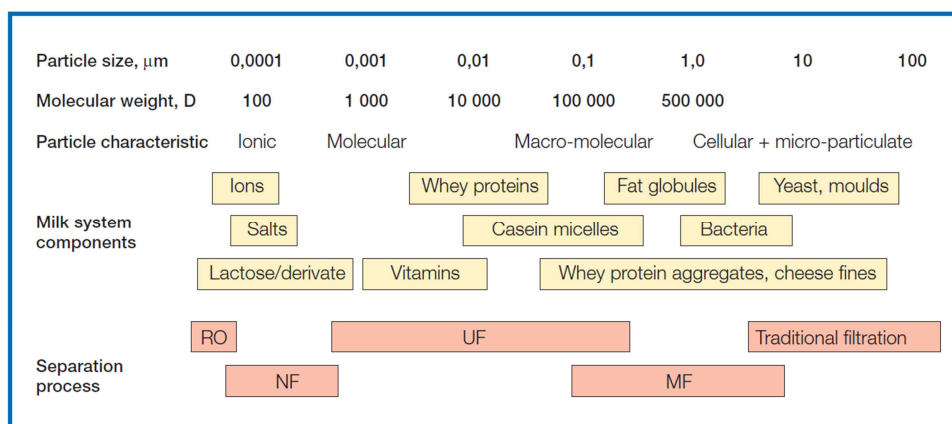 Particle size, μm 0,0001 0,001 0,01 0,1 1,0 10 100
Molecular weight, D 100 1 000 10 000 100 000 500 000
Particle characteristic Ionic Molecular Macro-molecular Cellular + micro-particulate
Ions Whey proteins Fat globules Yeast, moulds
Milk system
components
Salts Casein micelles Bacteria
Lactose/derivate Vitamins Whey protein aggregates, cheese fines
RO UF Traditional filtration
Separation
process
NF MF